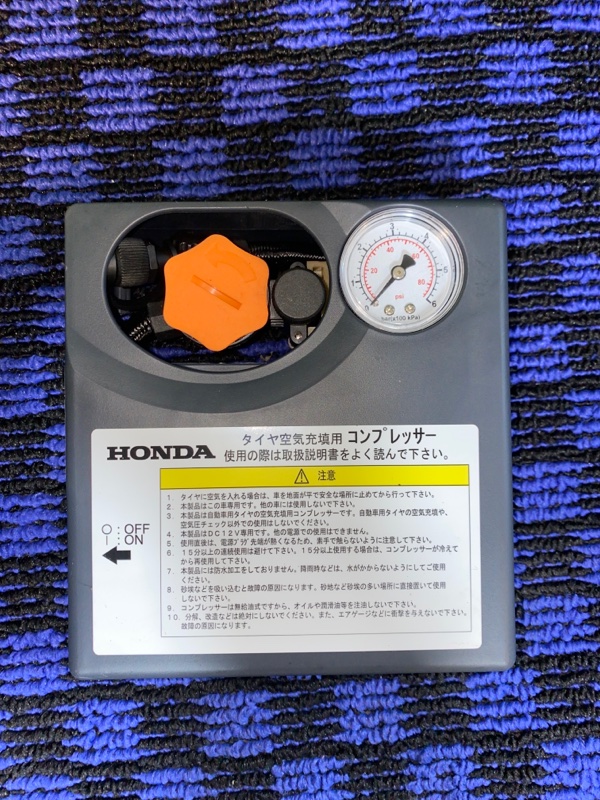 1
2
3
4
5
6
0
20
40
60
80
psi
bar(x100 kPa)
HONDA
タイヤ空気充填用 コンプレッサー
使用の際は取扱説明書をよく読んで下さい。
注意
1 タイヤに空気を入れる場合は、車を地面が平で安全な場所に止めてから行って下さい。
2 本製品はこの車専用です。他の車には使用しないで下さい。
3 本製品は自動車用タイヤの空気充填用コンプレッサーです。自動車用タイヤの空気充填や、
空気圧チェック以外での使用はしないでください。
4 本製品はDC12V専用です。他の電源での使用はできません。
5 使用直後は、電源プラグ先端が熱くなるため、素手で触らないように注意して下さい。
6 15分以上の連続使用は避けて下さい。15分以上使用する場合は、コンプレッサーが冷えて
から再使用して下さい。
7 本製品には防水加工をしておりません。降雨時などは、水がかからないようにしてご使用
ください。
8 砂埃などを吸い込むと故障の原因になります。砂地など砂埃の多い場所に直接置いて使用
しないで下さい。
9 コンプレッサーは無給油式ですから、オイルや潤滑油等を注油しないで下さい。
10 分解、改造などは絶対にしないでください。また、エアゲージなどに衝撃を与えないで下さい。
故障の原因になります。
○ : OFF
| : ON